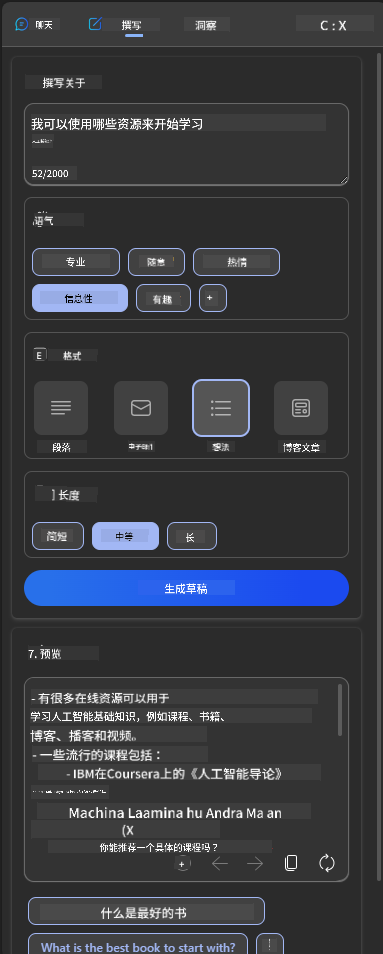 聊天
撰写
洞察
C : X
撰写关于
我可以使用哪些资源来开始学习
52/2000
语气
专业
随意
热情
信息性
有趣
+
E 格式
段落
想法
博客文章
长度
简短
中等
长
生成草稿
7. 预览
- 有很多在线资源可以用于
学习人工智能基础知识，例如课程、书籍、
博客、播客和视频。
- 一些流行的课程包括：
- IBM在Coursera上的《人工智能导论》
Machina Laamina hu Andra Ma an
(X
你能推荐一个具体的课程吗？
+
什么是最好的书
What is the best book to start with?